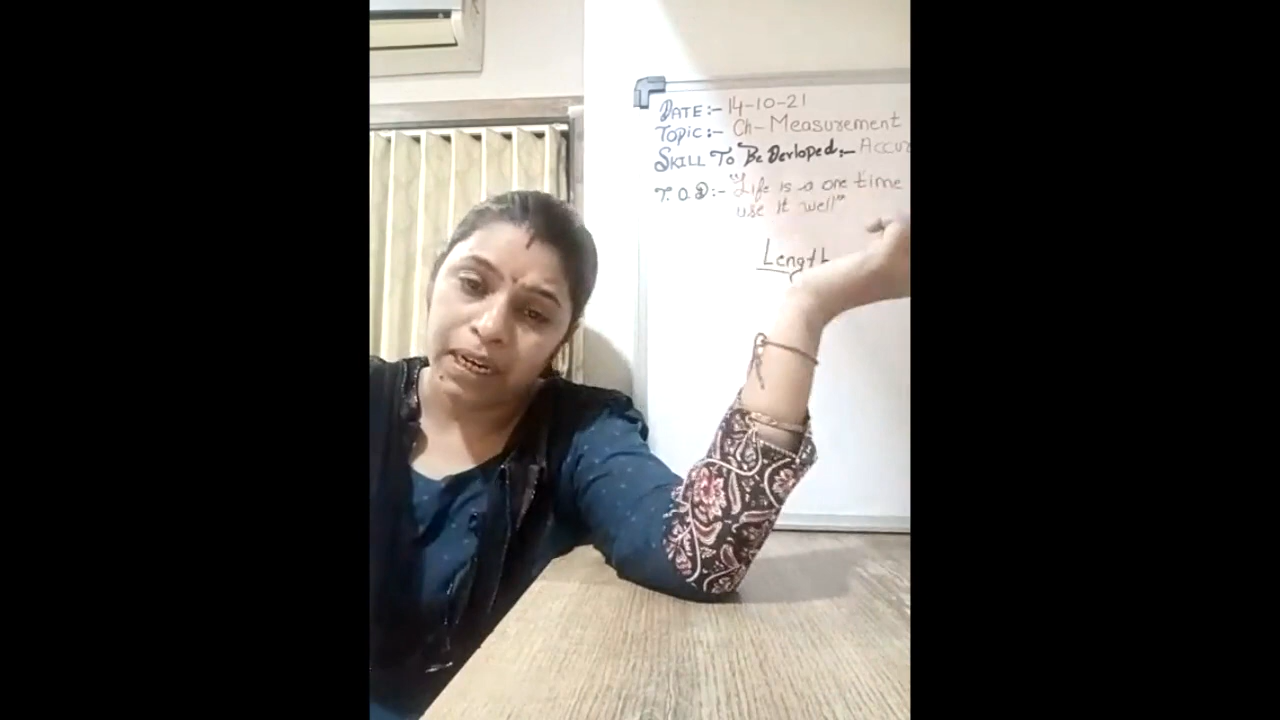 DATE:- 14-10-21
TOPIC:- Ch- Measurement
SKILL TO Be Devloped:- Accur
T.O.D:- "Life is a one time
use it well"
Length